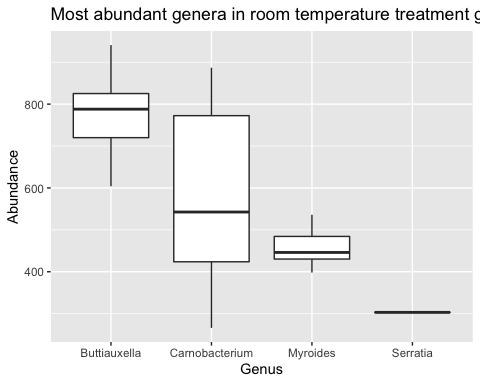 Most abundant genera in room temperature treatment g
Abundance
800
600
400
Buttiauxella Carnobacterium Myroides Serratia
Genus